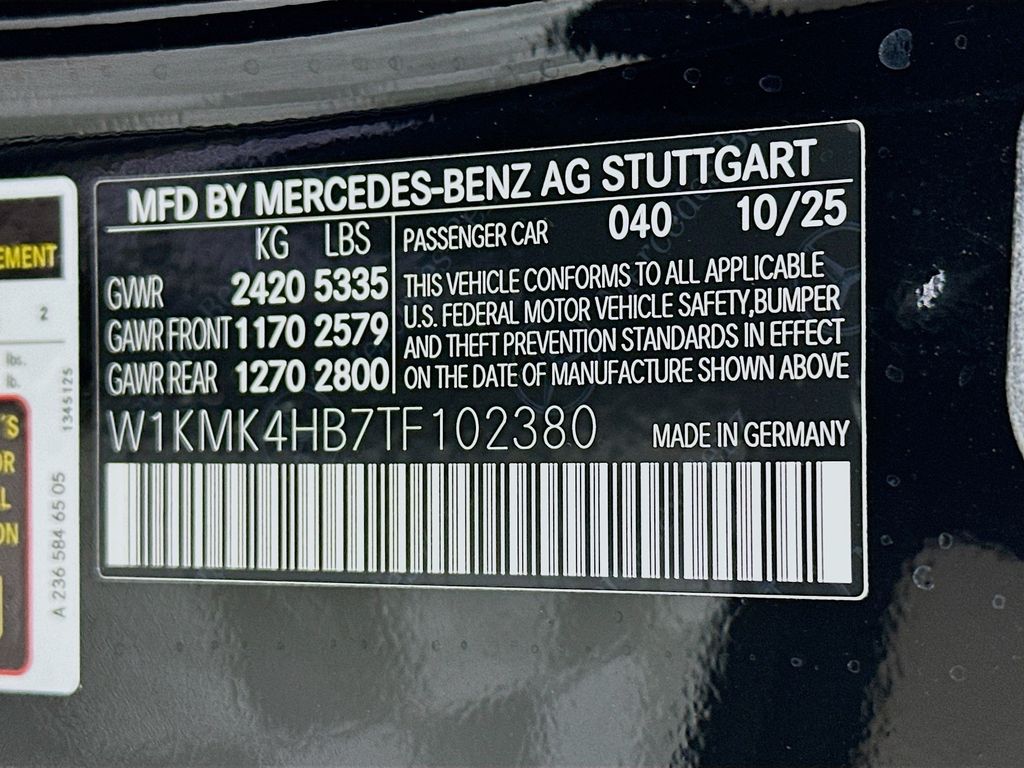 MFD BY MERCEDES-BENZ AG STUTTGART
KG LBS
GVWR 2420 5335
GAWR FRONT 1170 2579
GAWR REAR 1270 2800
PASSENGER CAR 040 10/25
THIS VEHICLE CONFORMS TO ALL APPLICABLE
U.S. FEDERAL MOTOR VEHICLE SAFETY,BUMPER
AND THEFT PREVENTION STANDARDS IN EFFECT
ON THE DATE OF MANUFACTURE SHOWN ABOVE
W1KMK4HB7TF102380
MADE IN GERMANY
EMENT
2
lbs.
lb.
1345125
A 236 584 65 05
'S
OR
L
ON